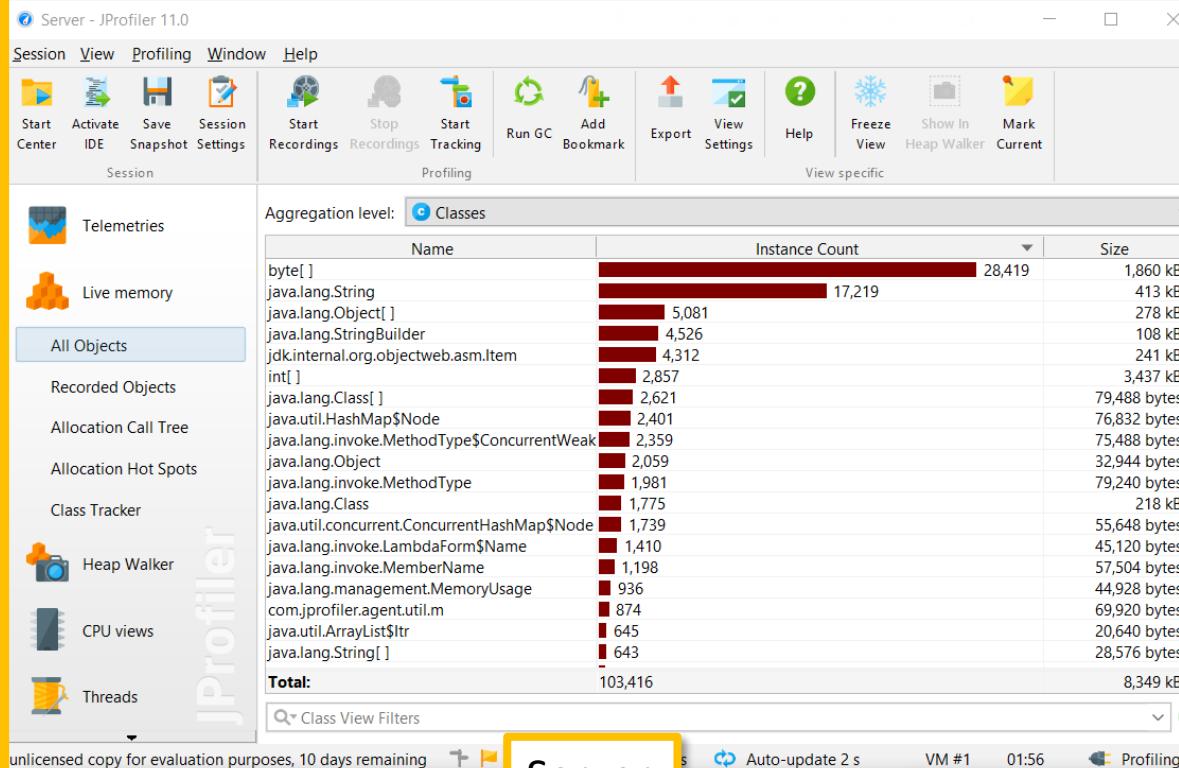 Server - JProfiler 11.0
Session View Profiling Window Help
Start Center
Activate IDE
Save Snapshot
Session Settings
Start Recordings
Stop Recordings
Start Tracking
Run GC
Add Bookmark
Export
View Settings
Help
Freeze View
Show In Heap Walker
Mark Current
Session
Profiling
View specific
Telemetries
Live memory
All Objects
Recorded Objects
Allocation Call Tree
Allocation Hot Spots
Class Tracker
Heap Walker
CPU views
Threads
JProfiler
Aggregation level: Classes
Name Instance Count Size
byte[ ] 28,419 1,860 kB
java.lang.String 17,219 413 kB
java.lang.Object[ ] 5,081 278 kB
java.lang.StringBuilder 4,526 108 kB
jdk.internal.org.objectweb.asm.Item 4,312 241 kB
int[ ] 2,857 3,437 kB
java.lang.Class[ ] 2,621 79,488 bytes
java.util.HashMap$Node 2,401 76,832 bytes
java.lang.invoke.MethodType$ConcurrentWeak 2,359 75,488 bytes
java.lang.Object 2,059 32,944 bytes
java.lang.invoke.MethodType 1,981 79,240 bytes
java.lang.Class 1,775 218 kB
java.util.concurrent.ConcurrentHashMap$Node 1,739 55,648 bytes
java.lang.invoke.LambdaForm$Name 1,410 45,120 bytes
java.lang.invoke.MemberName 1,198 57,504 bytes
java.lang.management.MemoryUsage 936 44,928 bytes
com.jprofiler.agent.util.m 874 69,920 bytes
java.util.ArrayList$Itr 645 20,640 bytes
java.lang.String[ ] 643 28,576 bytes
Total: 103,416 8,349 kB
Class View Filters
unlicensed copy for evaluation purposes, 10 days remaining
Auto-update 2 s VM #1 01:56 Profiling